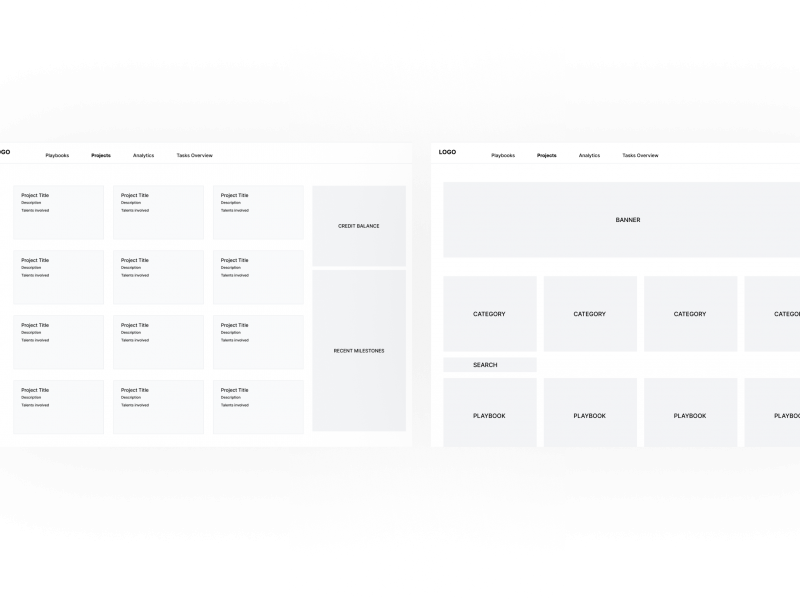 OGO
Playbooks Projects Analytics Tasks Overview
Project Title Project Title Project Title
Description Description Description
Talents involved Talents involved Talents involved
CREDIT BALANCE
Project Title Project Title Project Title
Description Description Description
Talents involved Talents involved Talents involved
Project Title Project Title Project Title
Description Description Description
Talents involved Talents involved Talents involved
RECENT MILESTONES
Project Title Project Title Project Title
Description Description Description
Talents involved Talents involved Talents involved
LOGO
Playbooks Projects Analytics Tasks Overview
BANNER
CATEGORY CATEGORY CATEGORY CATEGO
SEARCH
PLAYBOOK PLAYBOOK PLAYBOOK PLAYBOO